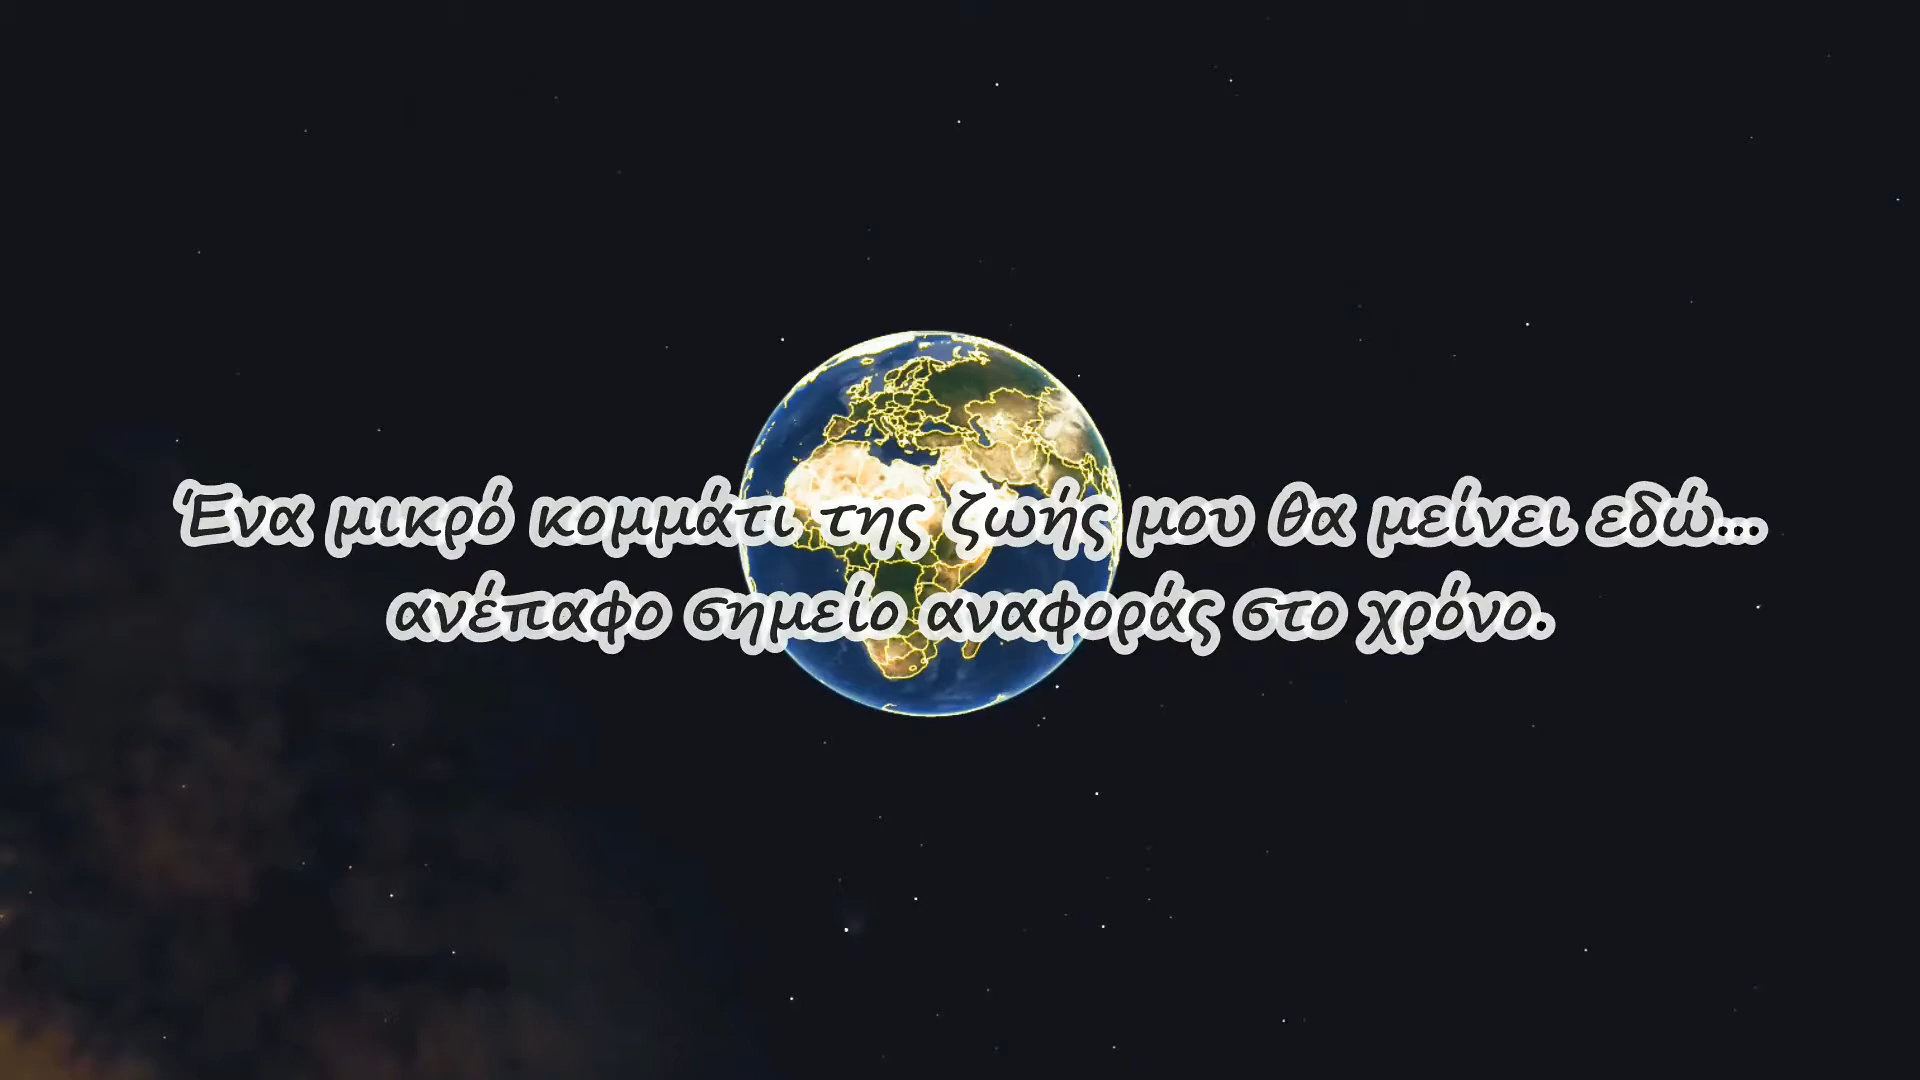 Ένα μικρό κομμάτι της ζωής μου θα μείνει εδώ...
ανέπαφο σημείο αναφοράς στο χρόνο.